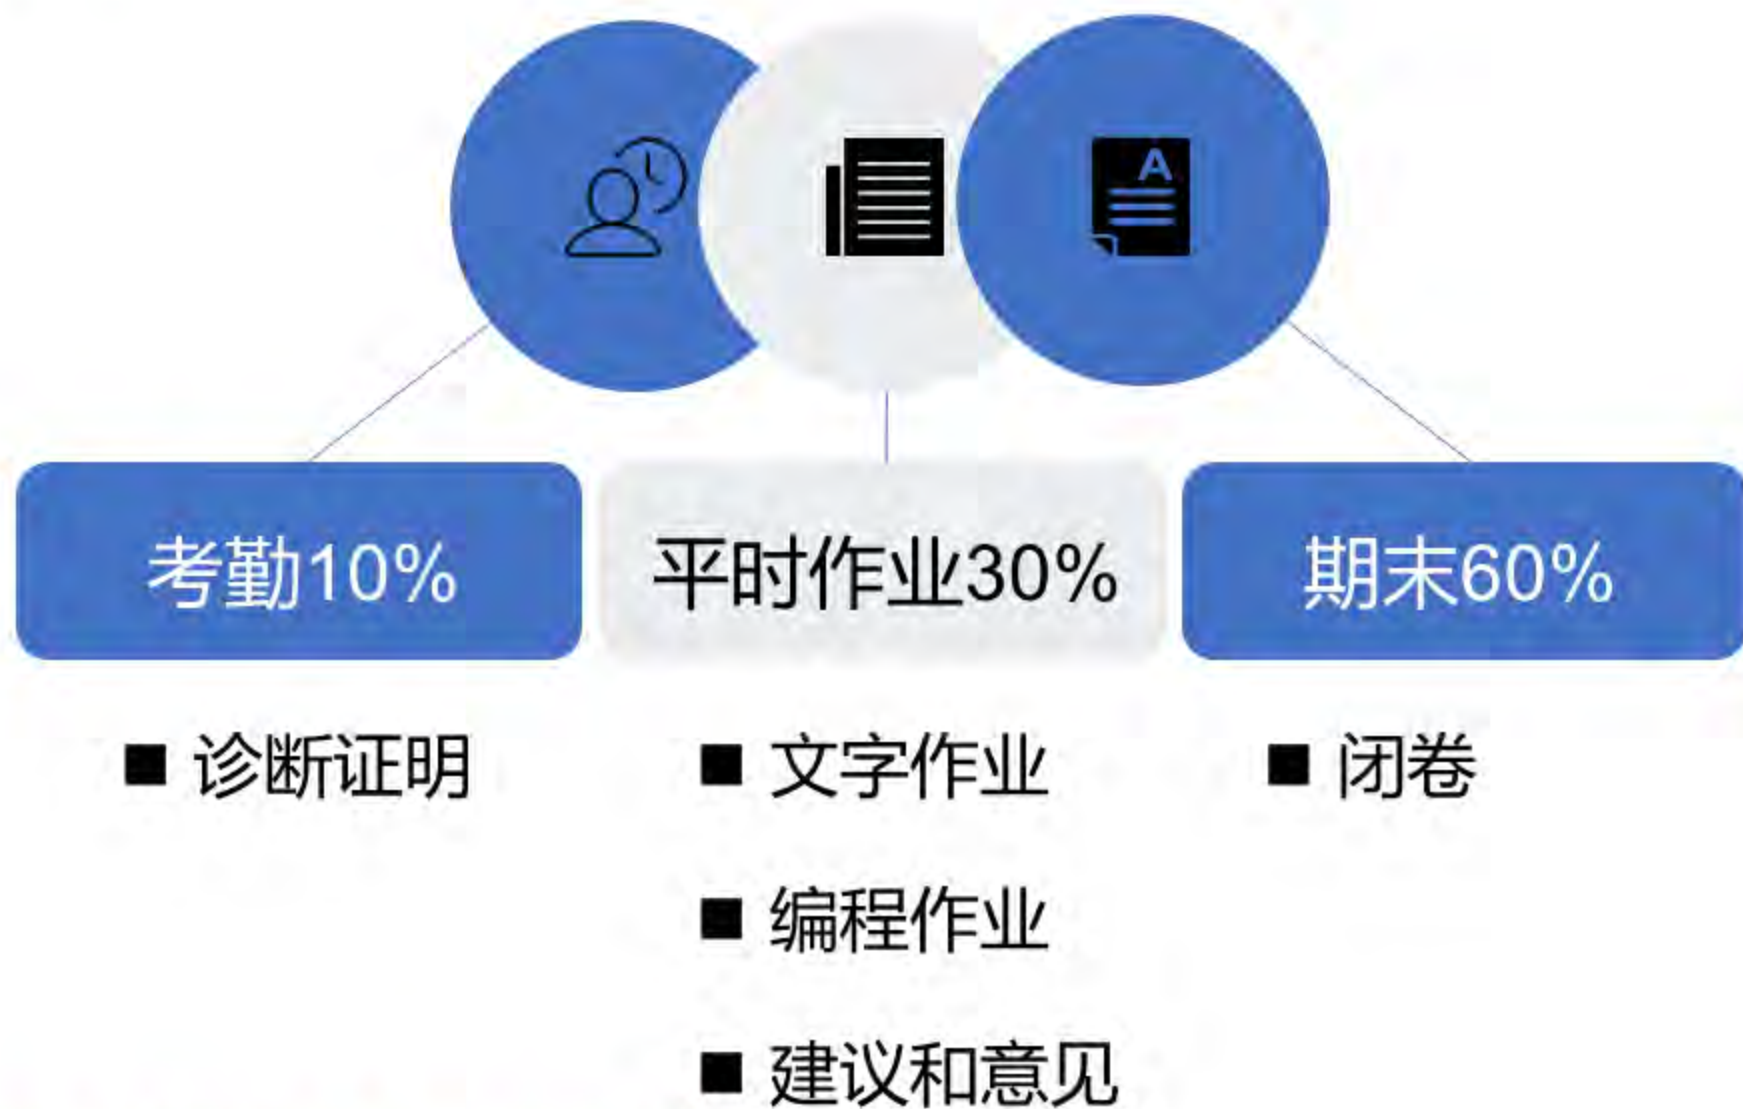 考勤10%
平时作业30%
期末60%
■ 诊断证明
■ 文字作业
■ 编程作业
■ 建议和意见
■ 闭卷